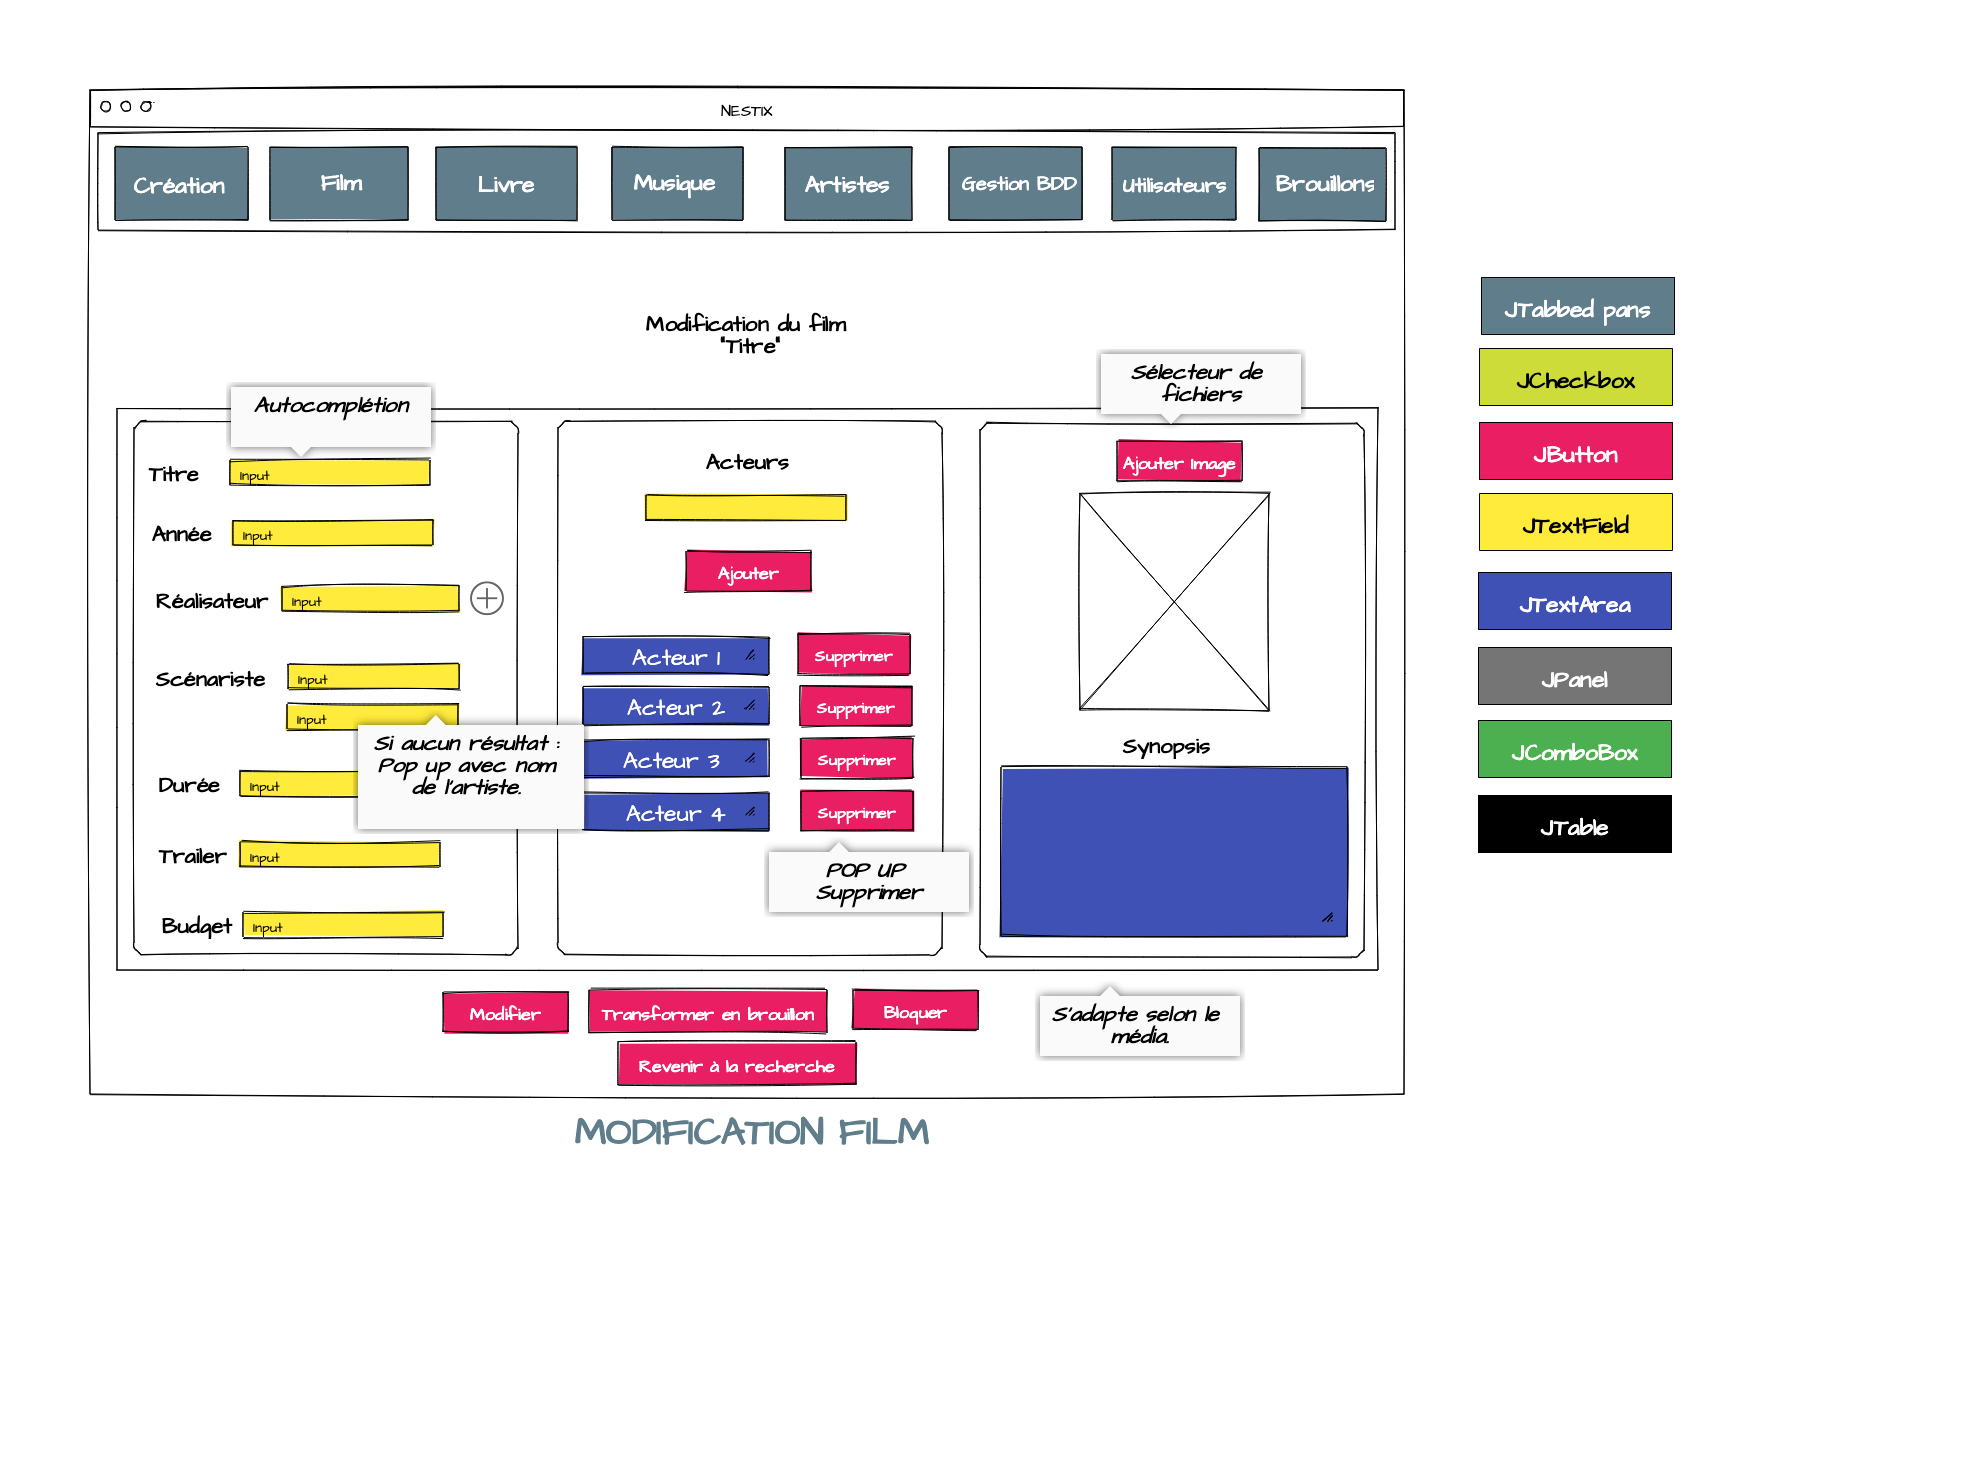 NESTIX
Création
Film
Livre
Musique
Artistes
Gestion BDD
Utilisateurs
Brouillons
Modification du film
"Titre"
Autocomplétion
Titre
Input
Année
Input
Réalisateur
Input
Scénariste
Input
Input
Si aucun résultat :
Pop up avec nom
de l'artiste.
Durée
Input
Trailer
Input
Budget
Input
Acteurs
Ajouter
Acteur 1
Supprimer
Acteur 2
Supprimer
Acteur 3
Supprimer
Acteur 4
Supprimer
POP UP
Supprimer
Sélecteur de
fichiers
Ajouter Image
Synopsis
Modifier
Transformer en brouillon
Bloquer
Revenir à la recherche
S'adapte selon le
média.
MODIFICATION FILM
JTabbed pans
JCheckbox
JButton
JTextField
JTextArea
JPanel
JComboBox
JTable